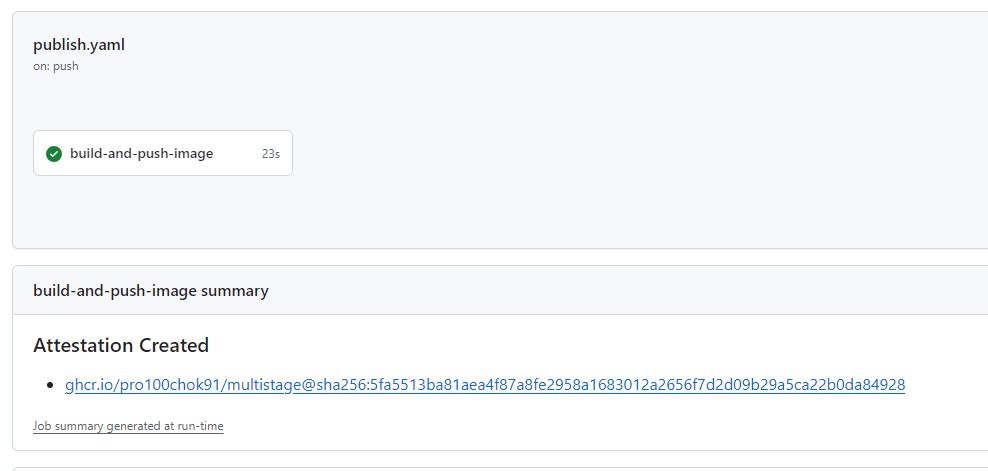 publish.yaml
on: push
build-and-push-image 23s
build-and-push-image summary
Attestation Created
ghcr.io/pro100chok91/multistage@sha256:5fa5513ba81aea4f87a8fe2958a1683012a2656f7d2d09b29a5ca22b0da84928
Job summary generated at run-time